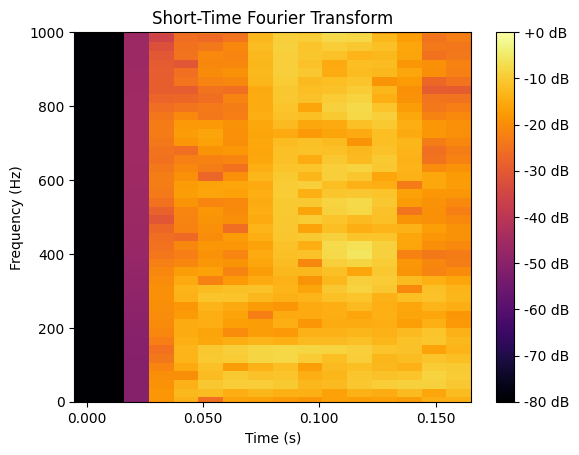 Short-Time Fourier Transform
Frequency (Hz)
1000
800
600
400
200
0
0.000
0.050
0.100
0.150
Time (s)
+0 dB
-10 dB
-20 dB
-30 dB
-40 dB
-50 dB
-60 dB
-70 dB
-80 dB